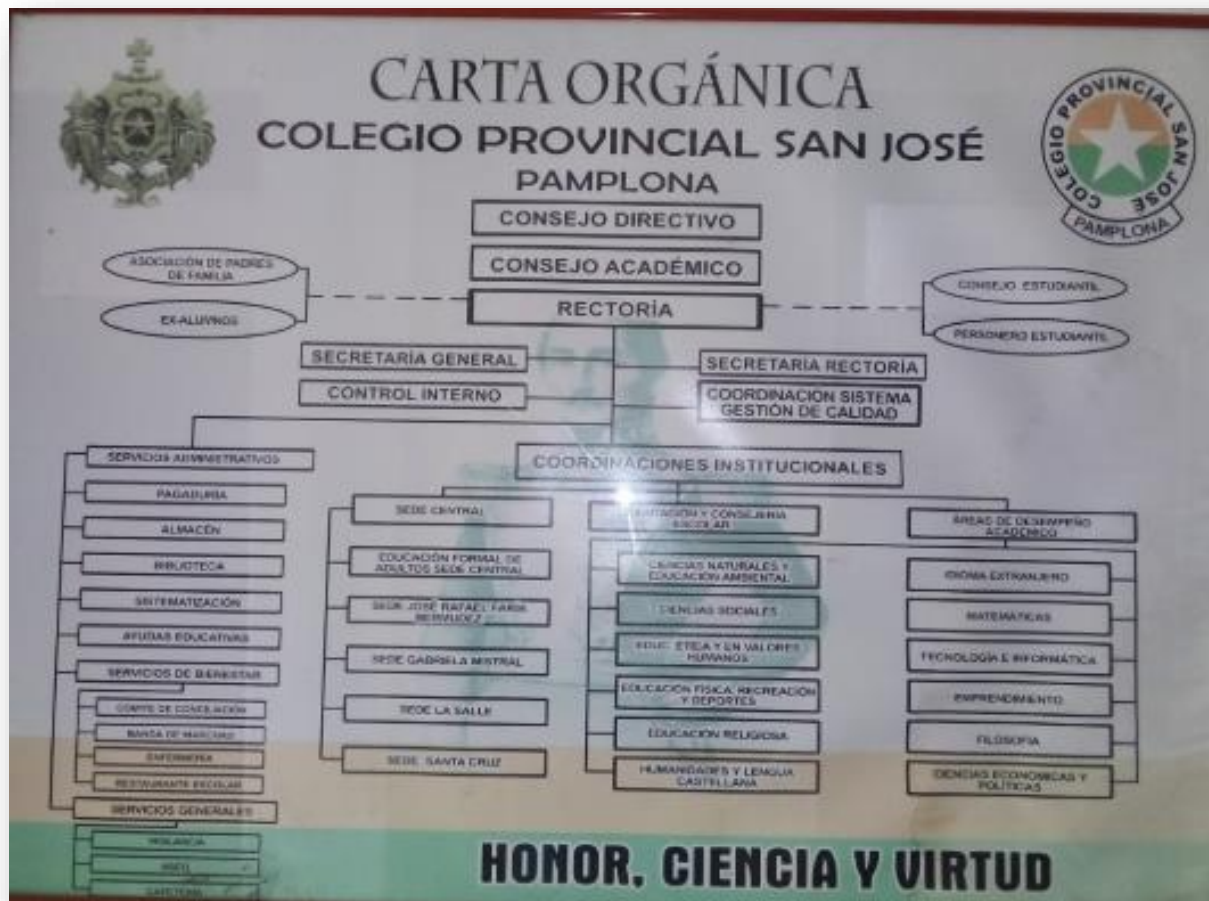 CARTA ORGÁNICA
COLEGIO PROVINCIAL SAN JOSÉ
PAMPLONA
COLEGIO PROVINCIAL SAN JOSE
PAMPLONA
CONSEJO DIRECTIVO
CONSEJO ACADÉMICO
RECTORÍA
ASOCIACIÓN DE PADRES
DE FAMILIA
EX-ALUVNOS
CONSEJO ESTUDIANTIL
PERSONERO ESTUDIANTIL
SECRETARÍA GENERAL
SECRETARÍA RECTORÍA
CONTROL INTERNO
COORDINACIÓN SISTEMA
GESTIÓN DE CALIDAD
SERVICIOS ADMINISTRATIVOS
PAGADURÍA
ALMACÉN
BIBLIOTECA
SISTEMATIZACIÓN
AYUDAS EDUCATIVAS
SERVICIOS DE BIENESTAR
COMITÉ DE CONCILIACIÓN
BANDA DE MARCHAS
ENFERMERÍA
RESTAURANTE ESCOLAR
SERVICIOS GENERALES
VIGILANCIA
CAFETERÍA
COORDINACIONES INSTITUCIONALES
SEDE CENTRAL
EDUCACIÓN FORMAL DE
ADULTOS SEDE CENTRAL
SEDE JOSÉ RAFAEL FARIA
BERMUDEZ
SEDE GABRIELA MISTRAL
SEDE LA SALLE
SEDE SANTA CRUZ
Y CONSEJERÍA
ESCOLAR
CIENCIAS NATURALES Y
EDUCACIÓN AMBIENTAL
CIENCIAS SOCIALES
EDUC. ÉTICA Y EN VALORES
HUMANOS
EDUCACIÓN FÍSICA, RECREACIÓN
Y DEPORTES
EDUCACIÓN RELIGIOSA
HUMANIDADES Y LENGUA
CASTELLANA
ÁREAS DE DESEMPEÑO
ACADÉMICO
IDIOMA EXTRANJERO
MATEMÁTICAS
TECNOLOGÍA E INFORMÁTICA
EMPRENDIMIENTO
FILOSOFÍA
CIENCIAS ECONÓMICAS Y
POLÍTICAS
HONOR, CIENCIA Y VIRTUD